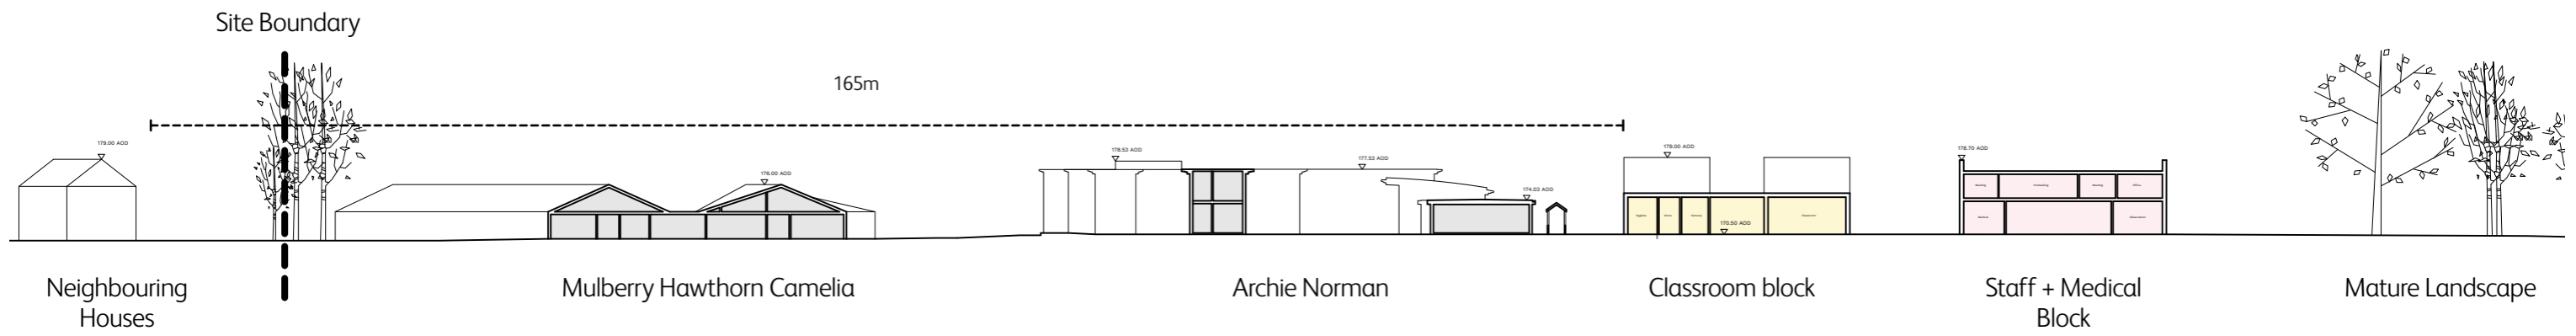 Site Boundary
165m
179.00 AOD
176.00 AOD
178.53 AOD
177.53 AOD
174.03 AOD
179.00 AOD
170.50 AOD
178.70 AOD
Neighbouring
Houses
Mulberry Hawthorn Camelia
Archie Norman
Classroom block
Staff + Medical
Block
Mature Landscape